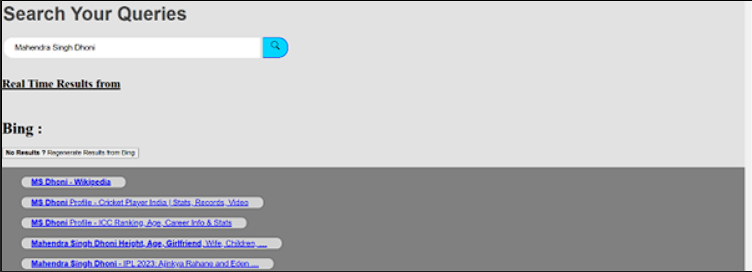 Search Your Queries
Mahendra Singh Dhoni
Real Time Results from
Bing :
No Results ? Regenerate Results from Bing
MS Dhoni - Wikipedia
MS Dhoni Profile - Cricket Player India | Stats, Records, Video
MS Dhoni Profile - ICC Ranking, Age, Career Info & Stats
Mahendra Singh Dhoni Height, Age, Girlfriend, Wife, Children, ...
Mahendra Singh Dhoni - IPL 2023: Ajinkya Rahane and Eden ...